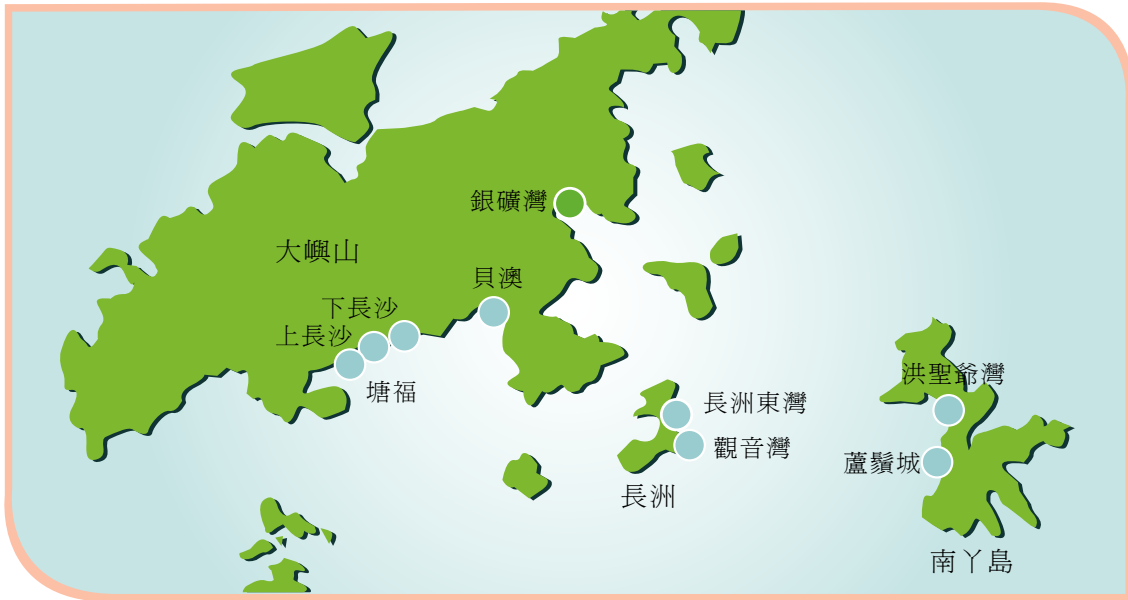 銀礦灣
大嶼山
貝澳
下長沙
上長沙
塘福
洪聖爺灣
長洲東灣
觀音灣
蘆鬚城
長洲
南丫島